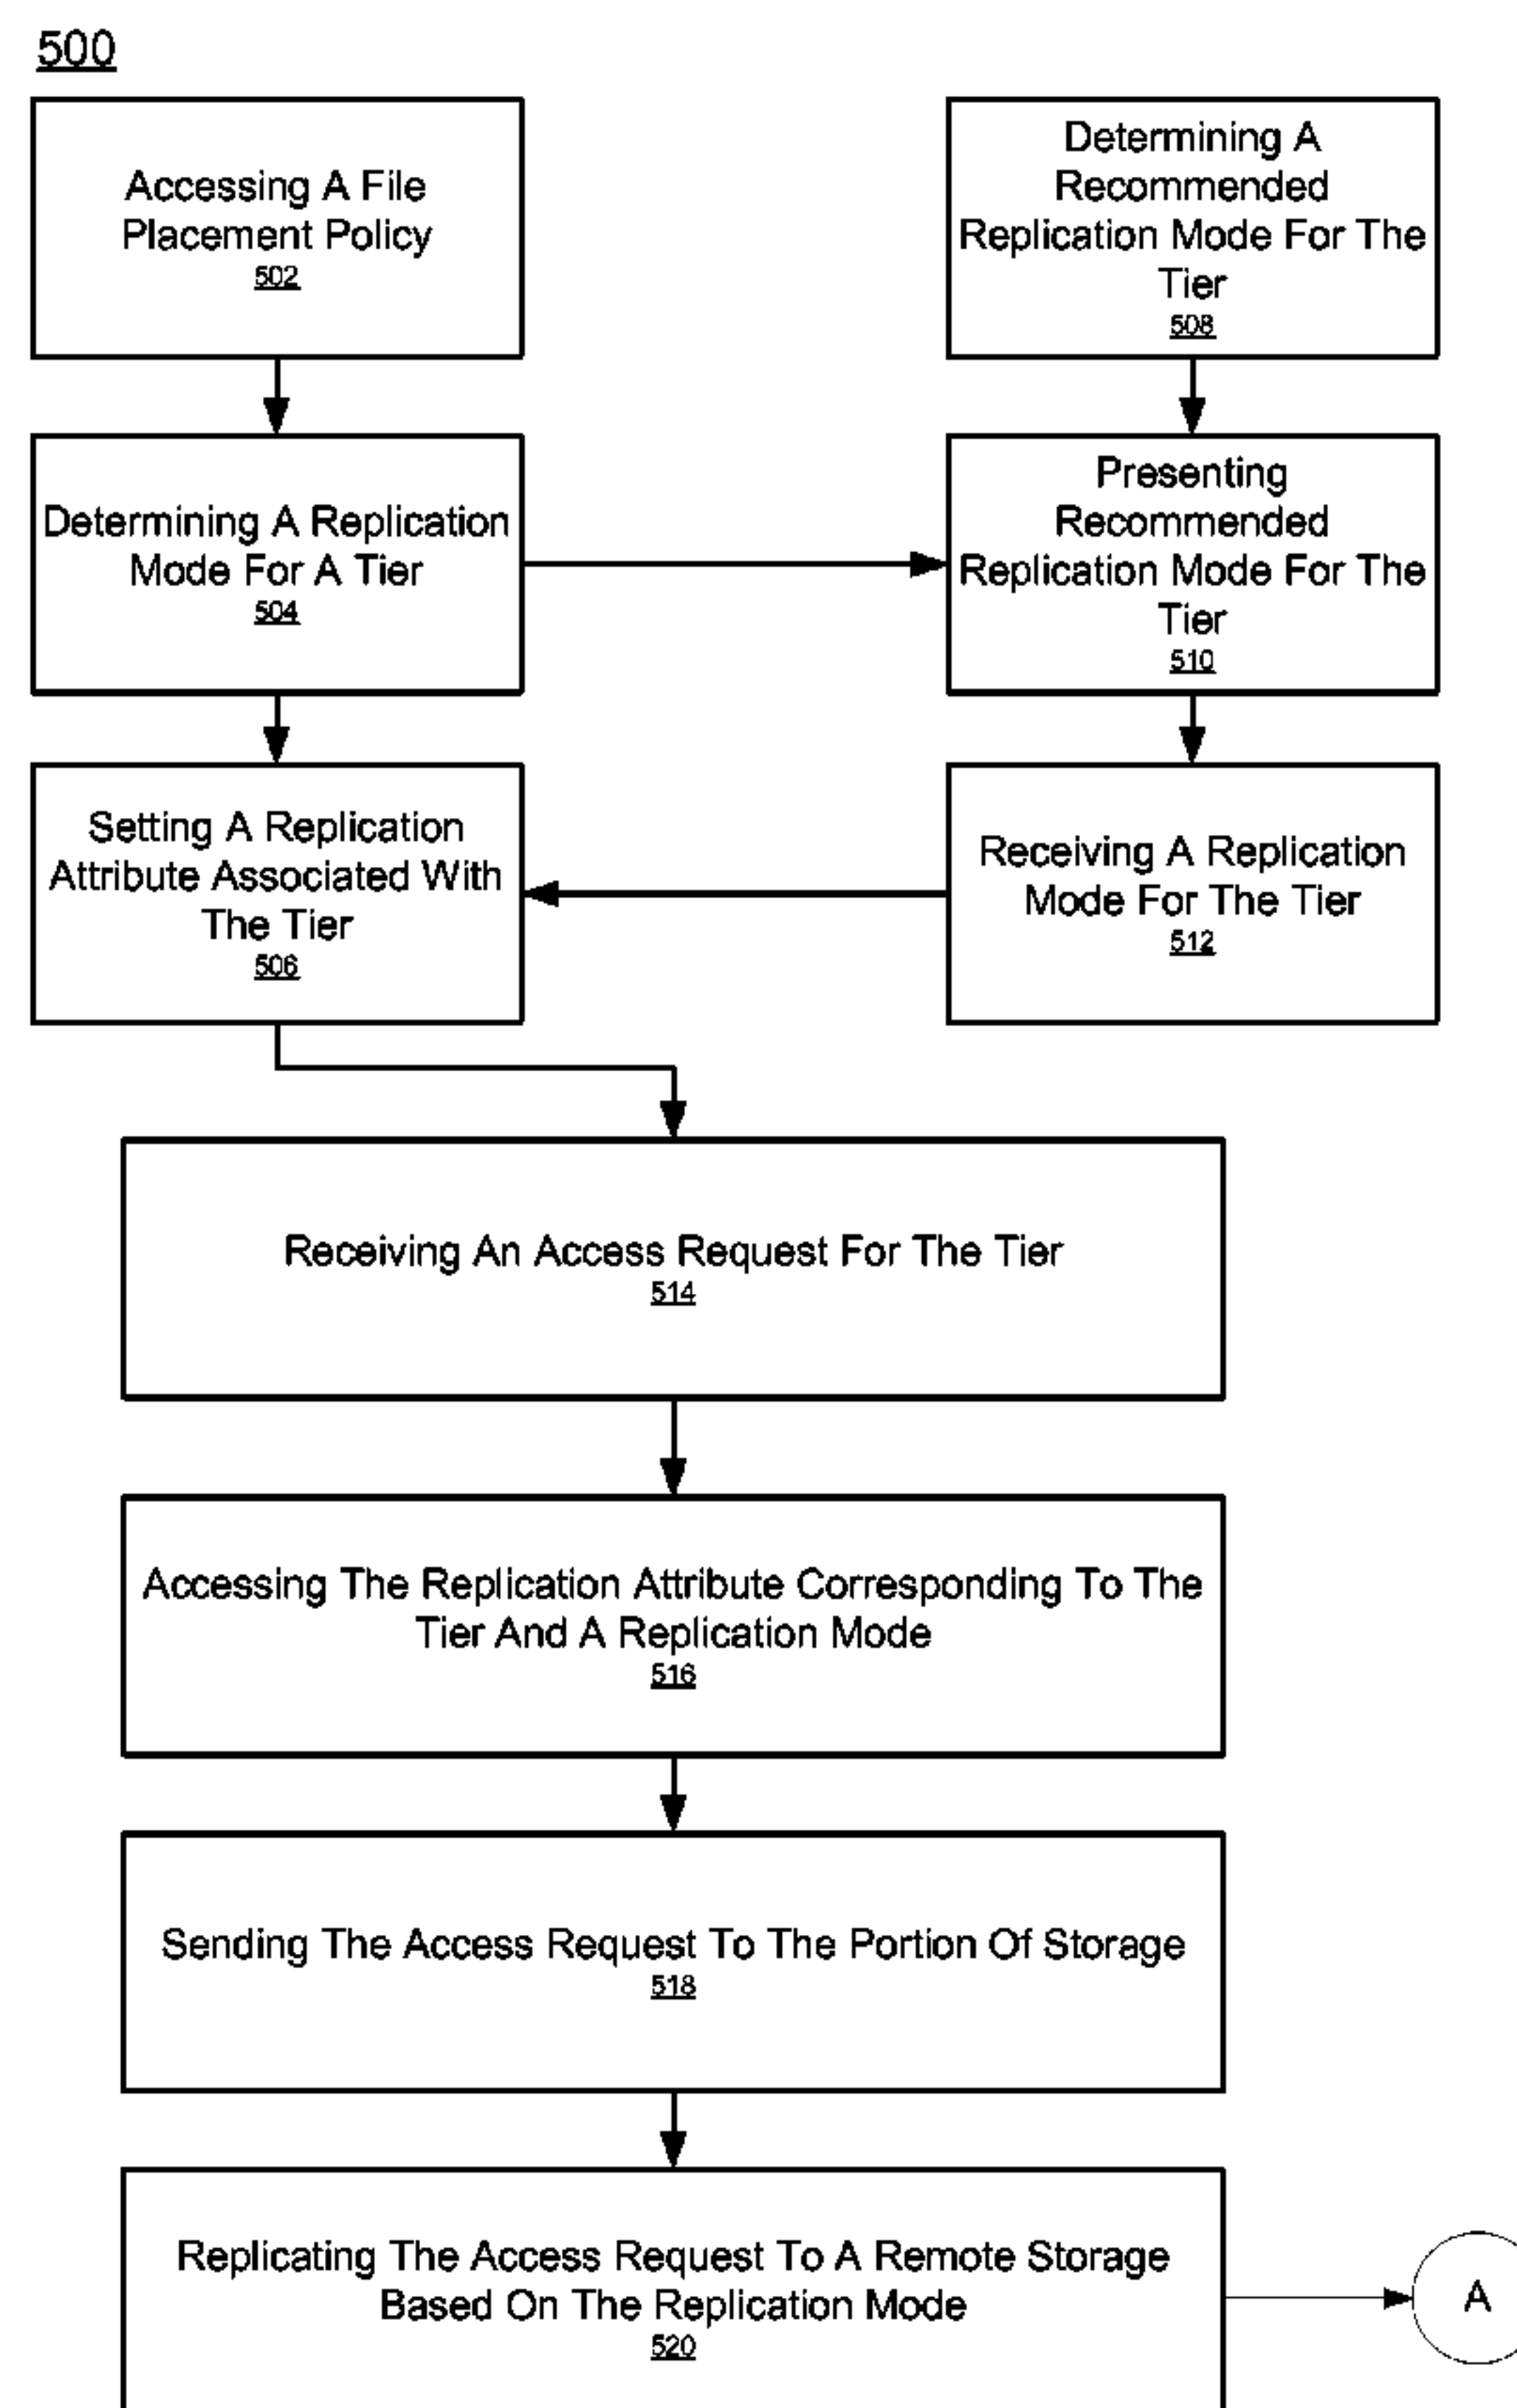 500
Accessing A File
Placement Policy
502
Determining A
Recommended
Replication Mode For The
Tier
508
Determining A Replication
Mode For A Tier
504
Presenting
Recommended
Replication Mode For The
Tier
510
Setting A Replication
Attribute Associated With
The Tier
506
Receiving A Replication
Mode For The Tier
512
Receiving An Access Request For The Tier
514
Accessing The Replication Attribute Corresponding To The
Tier And A Replication Mode
516
Sending The Access Request To The Portion Of Storage
518
Replicating The Access Request To A Remote Storage
Based On The Replication Mode
520
A